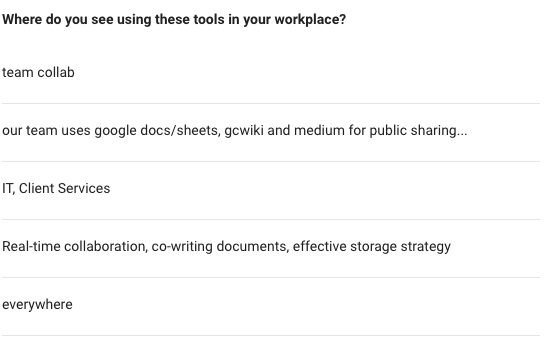 Where do you see using these tools in your workplace?
team collab
our team uses google docs/sheets, gcwiki and medium for public sharing...
IT, Client Services
Real-time collaboration, co-writing documents, effective storage strategy
everywhere